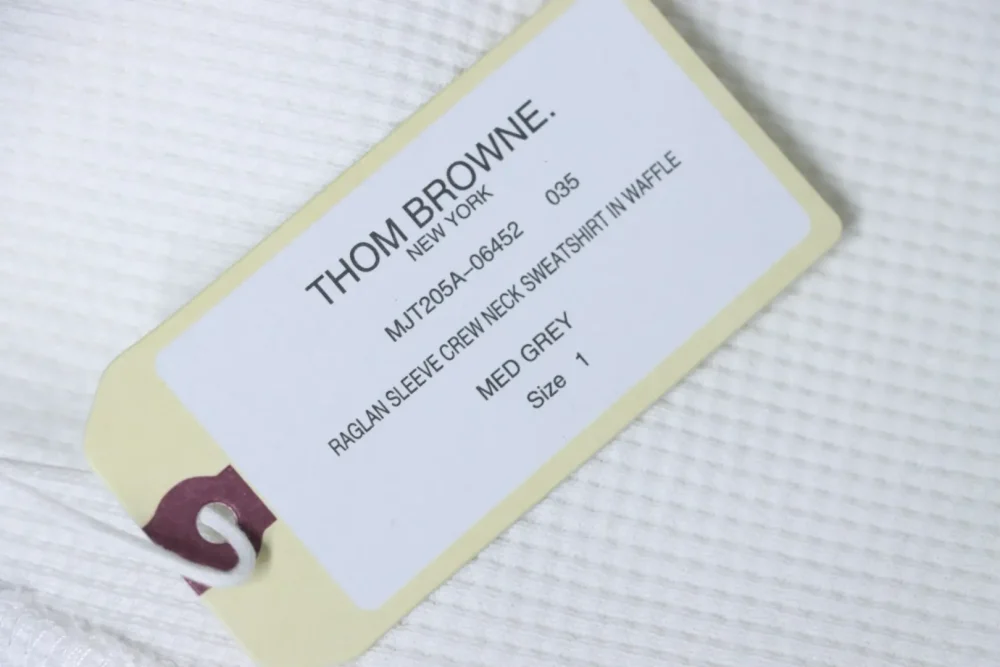 THOM BROWNE.
NEW YORK
MJT205A-06452 035
RAGLAN SLEEVE CREW NECK SWEATSHIRT IN WAFFLE
MED GREY
Size 1